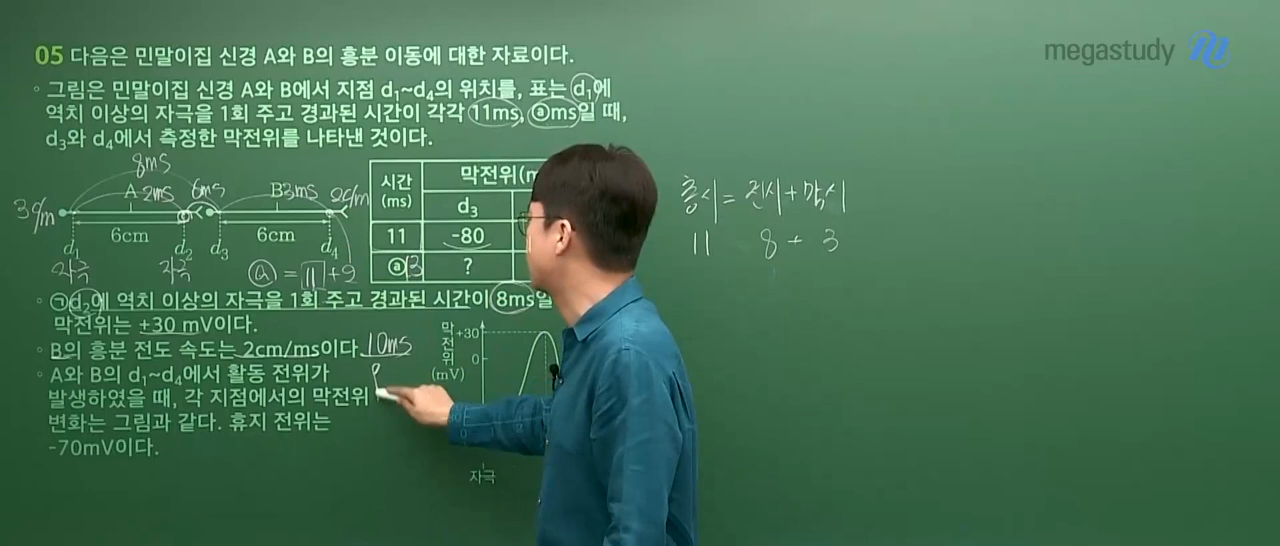 megastudy
05 다음은 민말이집 신경 A와 B의 흥분 이동에 대한 자료이다.
◦ 그림은 민말이집 신경 A와 B에서 지점 d₁~d₄의 위치를, 표는 d₁에
역치 이상의 자극을 1회 주고 경과된 시간이 각각 11ms, ⓐms일 때,
d₃와 d₄에서 측정한 막전위를 나타낸 것이다.
8ms
A 2ms 6ms B 3ms 2c/m
3c/m
6cm 6cm
d₁ d₂ d₃ d₄
자극 자극 ⓐ = 11 + 2
시간 (ms) 막전위(m
d₃
11 -80
ⓐ 13 ?
총시 = 전시 + 막시
11 8 + 3
◦ ㉠d₂에 역치 이상의 자극을 1회 주고 경과된 시간이 8ms일
막전위는 +30 mV이다.
◦ B의 흥분 전도 속도는 2cm/ms이다. 10ms
◦ A와 B의 d₁~d₄에서 활동 전위가
발생하였을 때, 각 지점에서의 막전위
변화는 그림과 같다. 휴지 전위는
-70mV이다.
막전위 (mV)
+30
0
자극